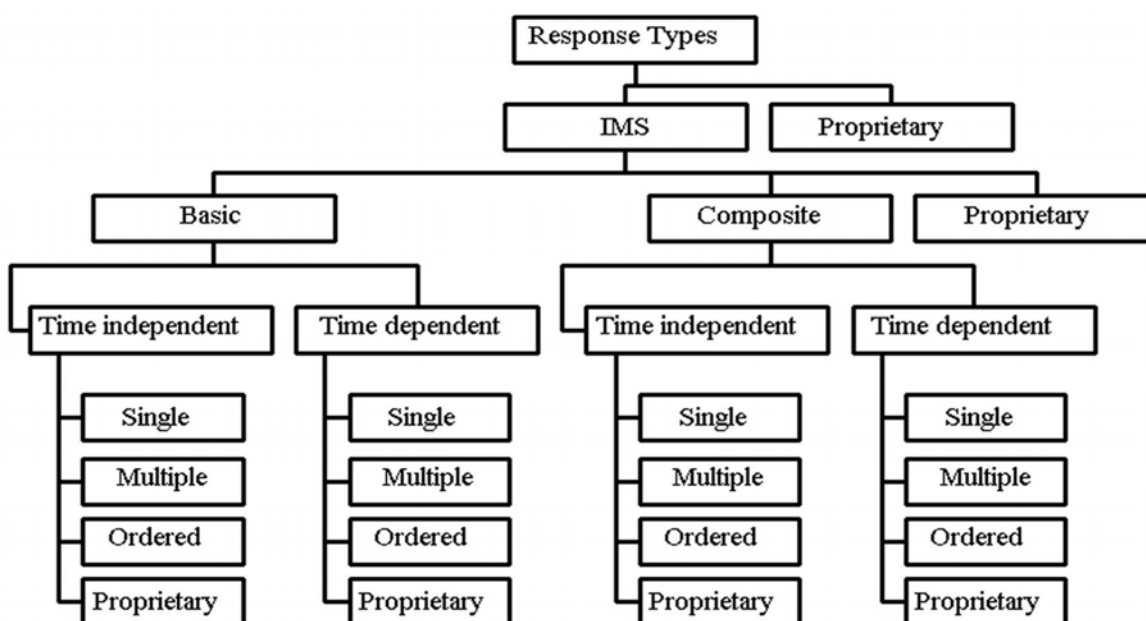 Response Types
IMS
Proprietary
Basic
Composite
Proprietary
Time independent
Time dependent
Time independent
Time dependent
Single
Single
Single
Single
Multiple
Multiple
Multiple
Multiple
Ordered
Ordered
Ordered
Ordered
Proprietary
Proprietary
Proprietary
Proprietary